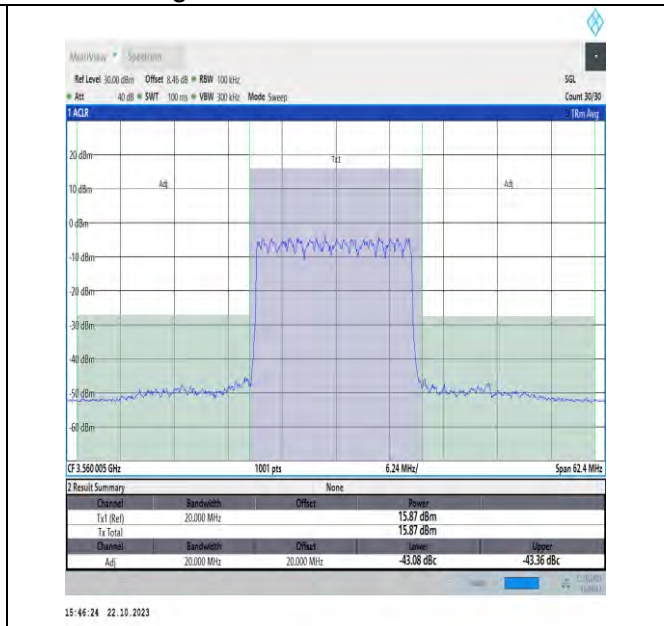 MultiView Spectrum
Ref Level 30.00 dBm Offset 8.46 dB RBW 100 kHz SGL
Att 40 dB SWT 100 ms VBW 300 kHz Mode Sweep Count 30/30
1 ACLR 1Rm Avg
20 dBm
Tx1
Adj Adj
10 dBm
0 dBm
-10 dBm
-20 dBm
-30 dBm
-40 dBm
-50 dBm
-60 dBm
CF 3.560 005 GHz 1001 pts 6.24 MHz/ Span 62.4 MHz
2 Result Summary None
Channel Bandwidth Offset Power
Tx1 (Ref) 20.000 MHz 15.87 dBm
Tx Total 15.87 dBm
Channel Bandwidth Offset Lower Upper
Adj 20.000 MHz 20.000 MHz -43.08 dBc -43.36 dBc
15:46:24 22.10.2023